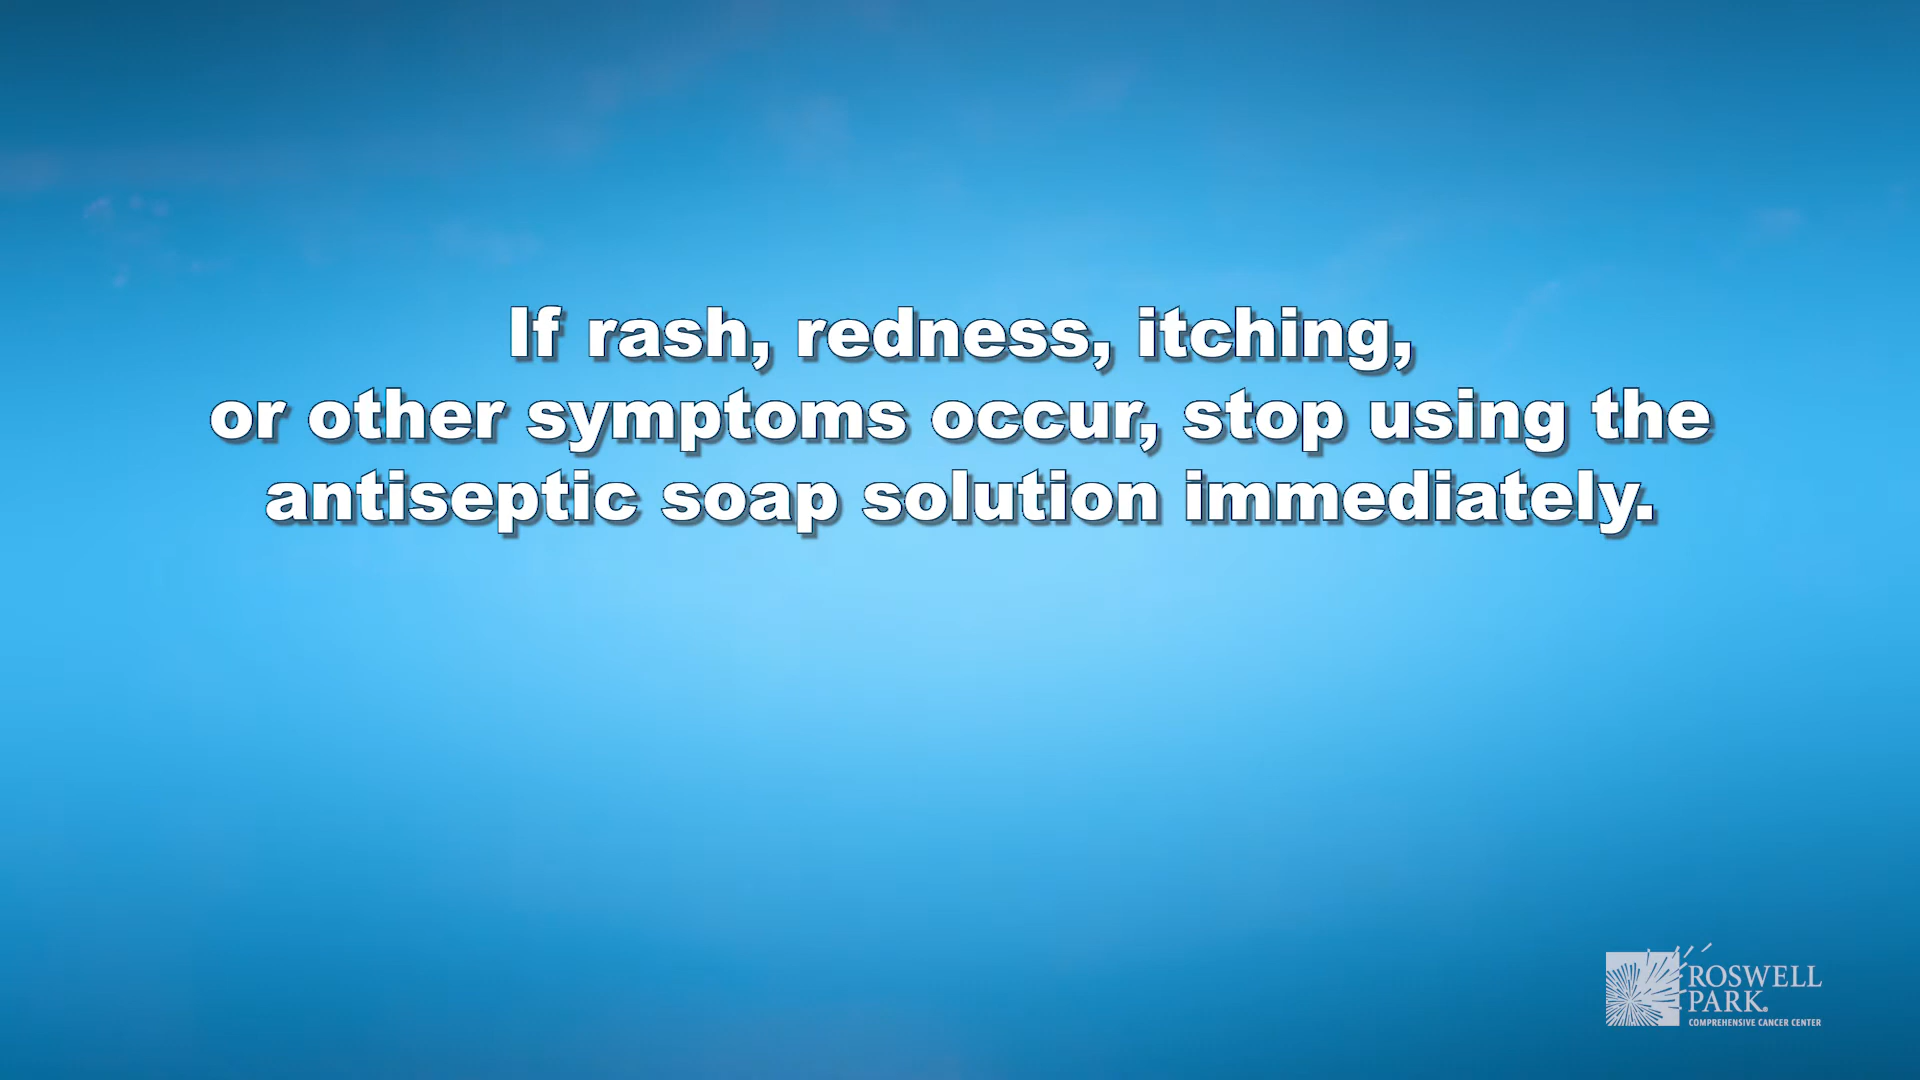 If rash, redness, itching,
or other symptoms occur, stop using the
antiseptic soap solution immediately.
ROSWELL
PARK®
COMPREHENSIVE CANCER CENTER